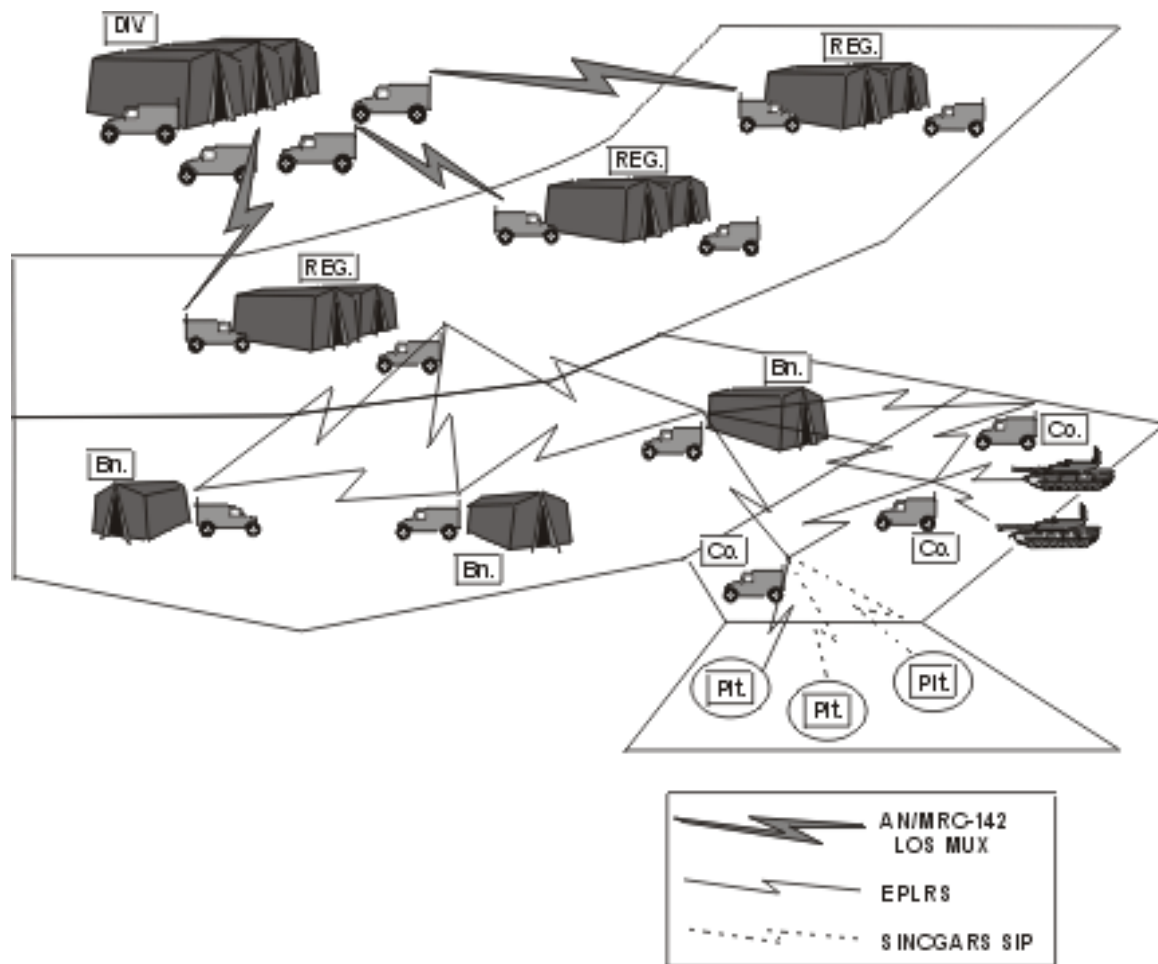 DIV.
REG.
REG.
REG.
Bn.
Co.
Bn.
Bn.
Co.
Co.
Plt.
Plt.
Plt.
AN/MRC-142
LOS MUX
EPLRS
SINCGARS SIP